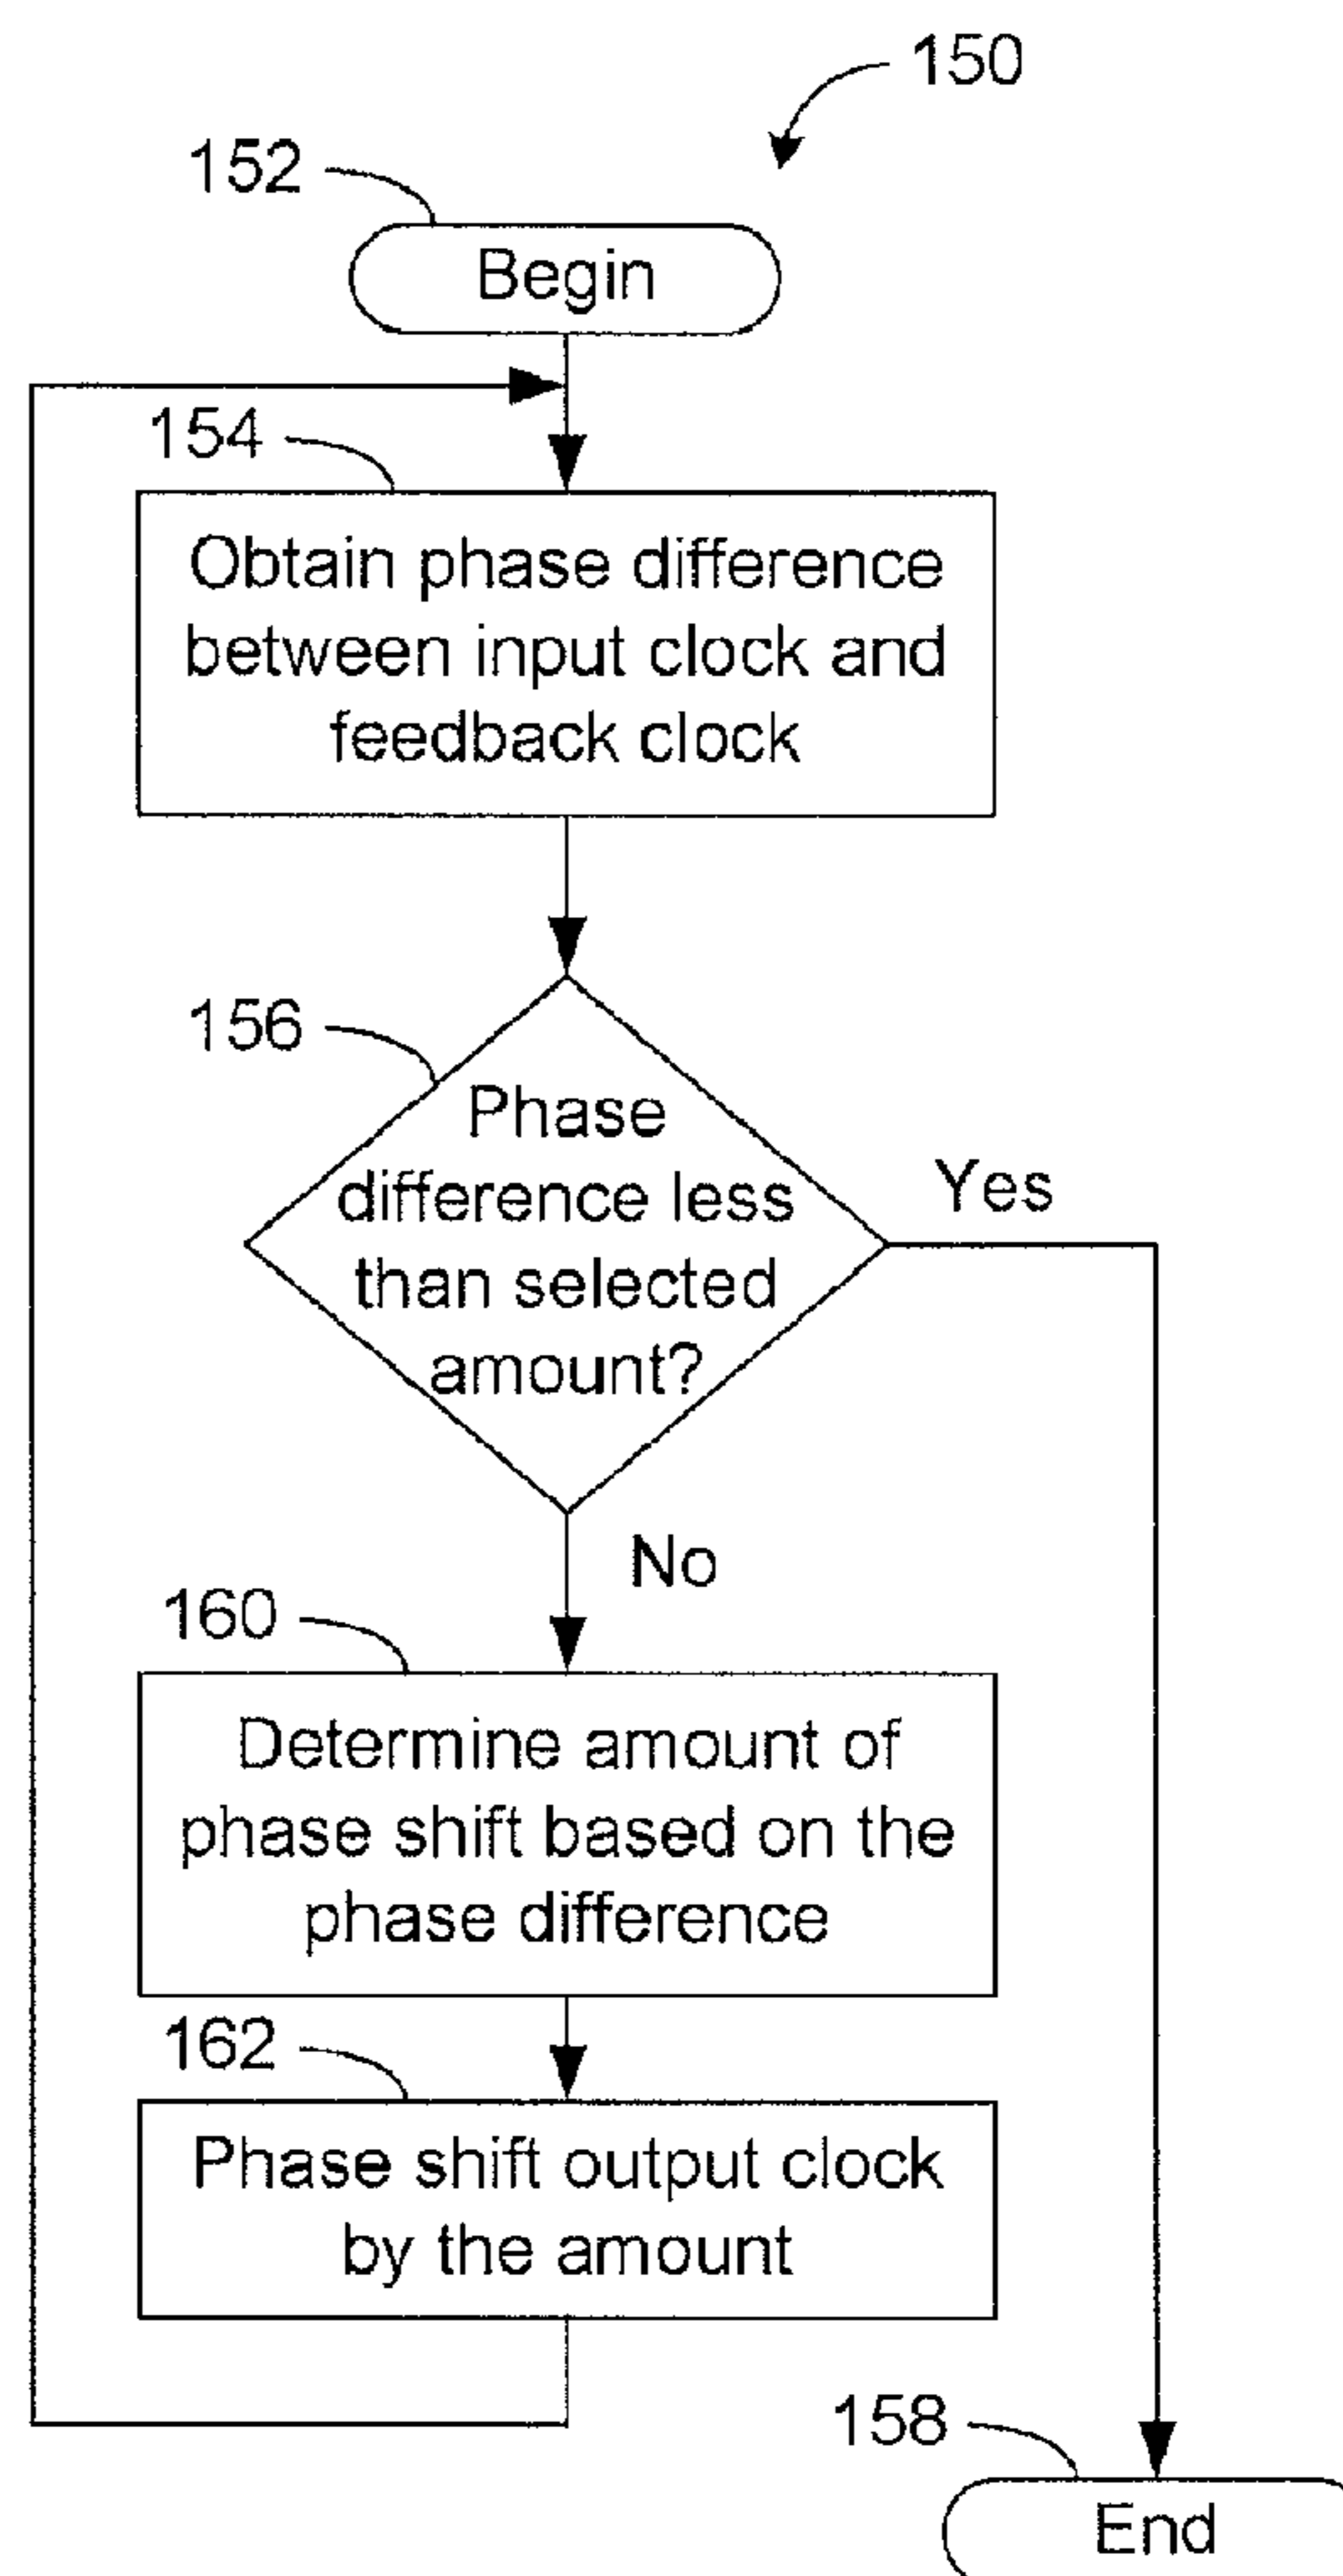 150
152
Begin
154
Obtain phase difference
between input clock and
feedback clock
156
Phase
difference less
than selected
amount?
Yes
No
160
Determine amount of
phase shift based on the
phase difference
162
Phase shift output clock
by the amount
158
End